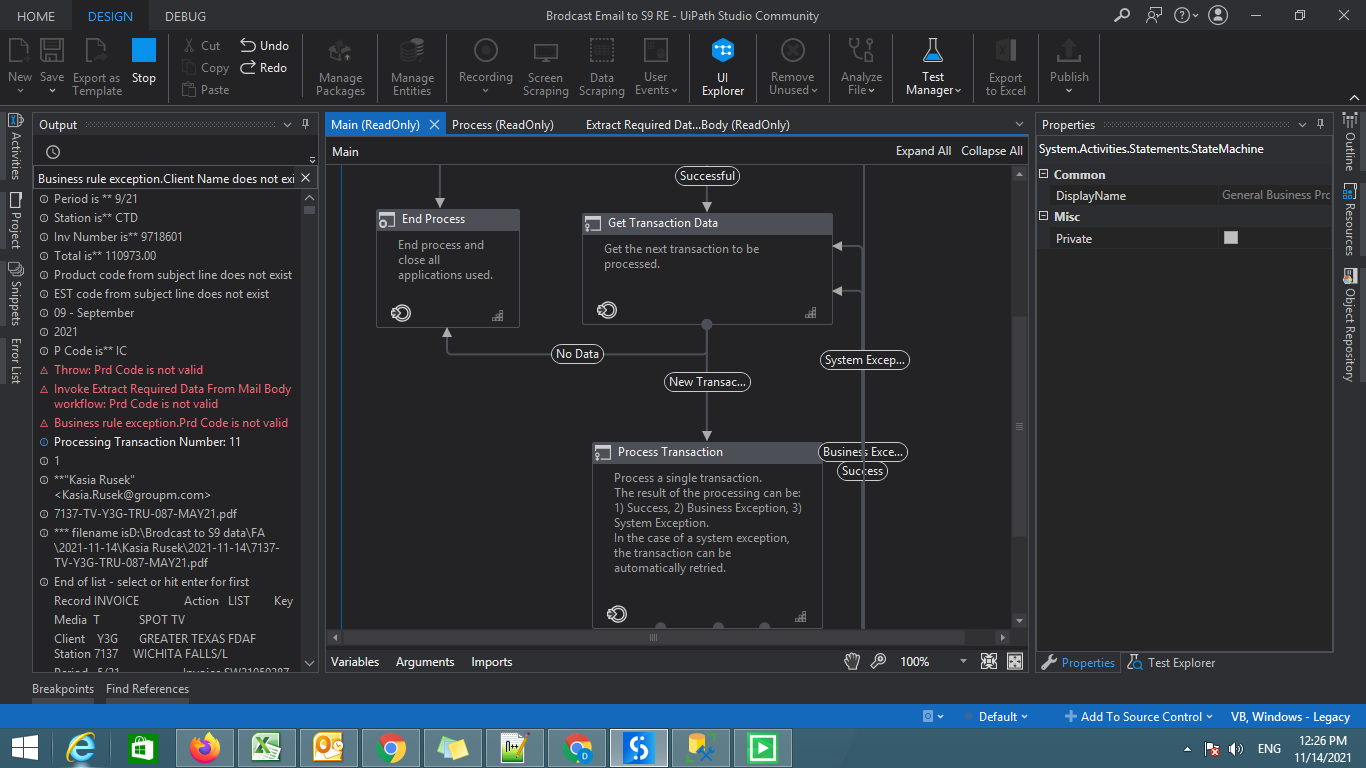 HOME DESIGN DEBUG
Brodcast Email to S9 RE - UiPath Studio Community
New
Save
Export as
Template
Stop
Cut
Copy
Paste
Undo
Redo
Manage
Packages
Manage
Entities
Recording
Screen
Scraping
Data
Scraping
User
Events
UI
Explorer
Remove
Unused
Analyze
File
Test
Manager
Export
to Excel
Publish
Activities
Project
Snippets
Error List
Output
Business rule exception.Client Name does not exi
Period is ** 9/21
Station is** CTD
Inv Number is** 9718601
Total is** 110973.00
Product code from subject line does not exist
EST code from subject line does not exist
09 - September
2021
P Code is** IC
Throw: Prd Code is not valid
Invoke Extract Required Data From Mail Body
workflow: Prd Code is not valid
Business rule exception.Prd Code is not valid
Processing Transaction Number: 11
1
**"Kasia Rusek"
<Kasia.Rusek@groupm.com>
7137-TV-Y3G-TRU-087-MAY21.pdf
*** filename isD:\Brodcast to S9 data\FA
\2021-11-14\Kasia Rusek\2021-11-14\7137-
TV-Y3G-TRU-087-MAY21.pdf
End of list - select or hit enter for first
Record INVOICE Action LIST Key
Media T SPOT TV
Client Y3G GREATER TEXAS FDAF
Station 7137 WICHITA FALLS/L
Breakpoints Find References
Main (ReadOnly)
Process (ReadOnly)
Extract Required Dat...Body (ReadOnly)
Main
Expand All Collapse All
Successful
End Process
End process and
close all
applications used.
Get Transaction Data
Get the next transaction to be
processed.
No Data
System Excep...
New Transac...
Process Transaction
Business Exce...
Success
Process a single transaction.
The result of the processing can be:
1) Success, 2) Business Exception, 3)
System Exception.
In the case of a system exception,
the transaction can be
automatically retried.
Variables Arguments Imports
100%
Properties
System.Activities.Statements.StateMachine
Common
DisplayName General Business Pro
Misc
Private
Properties Test Explorer
Outline
Resources
Object Repository
Default
Add To Source Control
VB, Windows - Legacy
ENG
12:26 PM
11/14/2021